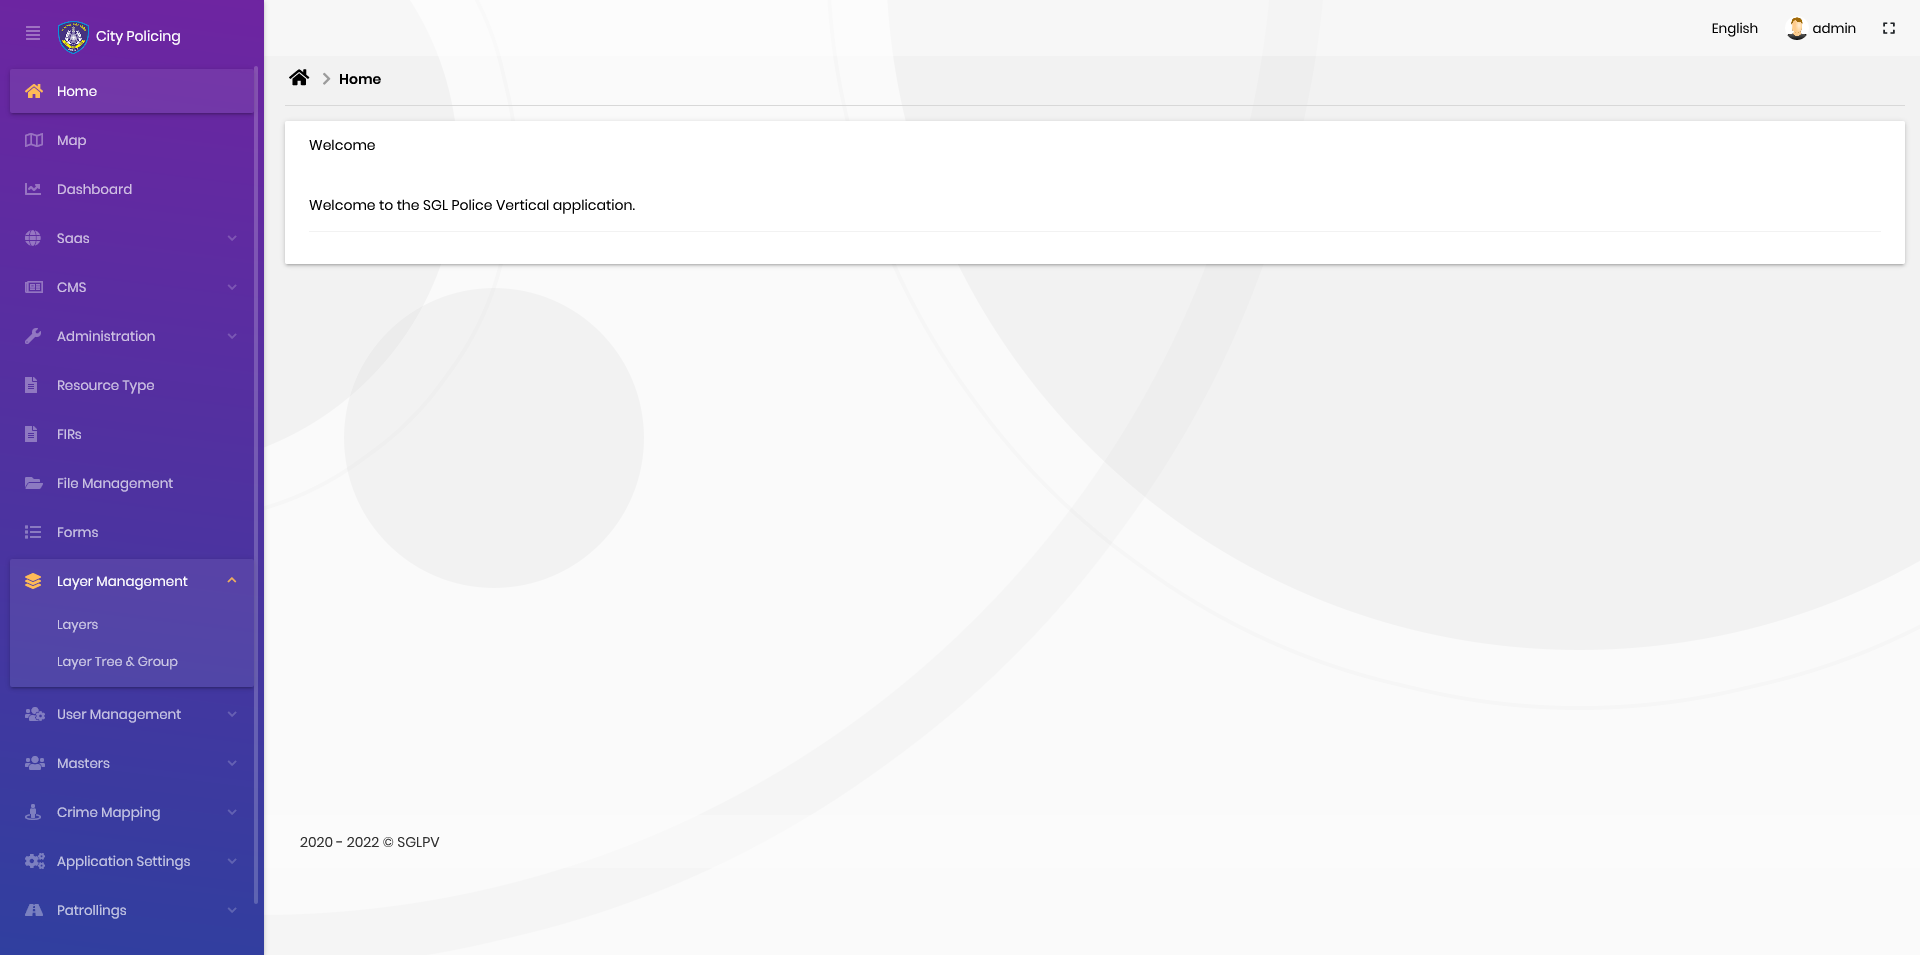 City Policing
English
admin
Home
Home
Map
Dashboard
Saas
CMS
Administration
Resource Type
FIRs
File Management
Forms
Layer Management
Layers
Layer Tree & Group
User Management
Masters
Crime Mapping
Application Settings
Patrollings
Welcome
Welcome to the SGL Police Vertical application.
2020 - 2022 © SGLPV